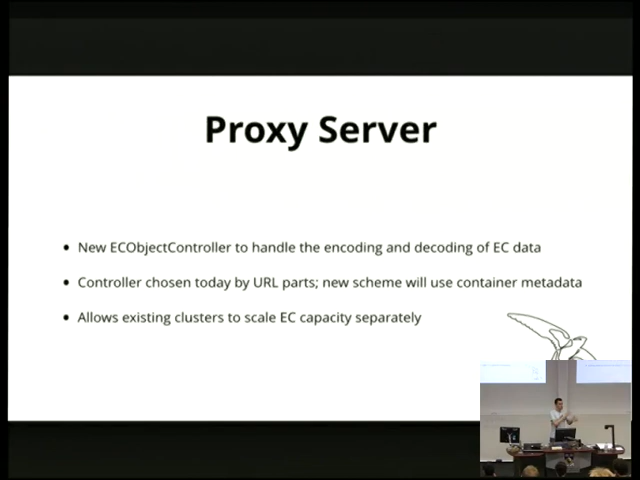 Proxy Server
New ECObjectController to handle the encoding and decoding of EC data
Controller chosen today by URL parts; new scheme will use container metadata
Allows existing clusters to scale EC capacity separately